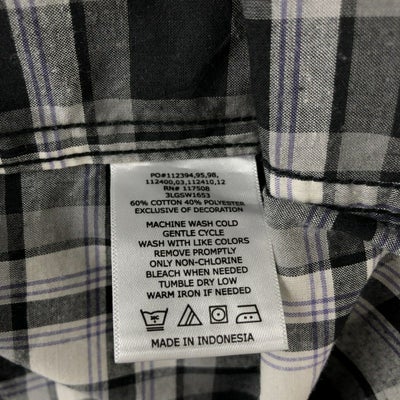 PO#112394,95,98,
112400,03,112410,12
RN# 117508
3LGSW1653
60% COTTON 40% POLYESTER
EXCLUSIVE OF DECORATION
MACHINE WASH COLD
GENTLE CYCLE
WASH WITH LIKE COLORS
REMOVE PROMPTLY
ONLY NON-CHLORINE
BLEACH WHEN NEEDED
TUMBLE DRY LOW
WARM IRON IF NEEDED
MADE IN INDONESIA